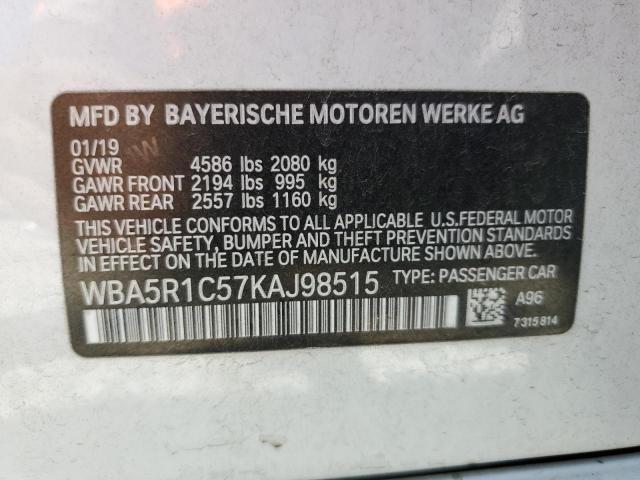 MFD BY BAYERISCHE MOTOREN WERKE AG
01/19
GVWR 4586 lbs 2080 kg
GAWR FRONT 2194 lbs 995 kg
GAWR REAR 2557 lbs 1160 kg
THIS VEHICLE CONFORMS TO ALL APPLICABLE U.S.FEDERAL MOTOR
VEHICLE SAFETY, BUMPER AND THEFT PREVENTION STANDARDS
IN EFFECT ON THE DATE OF MANUFACTURE SHOWN ABOVE.
WBA5R1C57KAJ98515 TYPE: PASSENGER CAR
A96
7315814